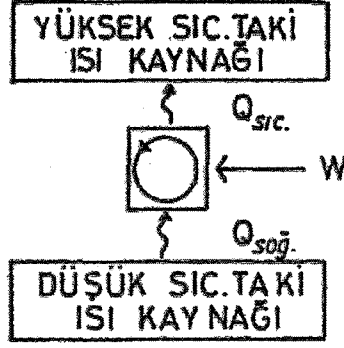 YÜKSEK SIC.TAKİ
ISI KAYNAĞI
Qsıc.
W
Qsoğ.
DÜŞÜK SIC.TAKİ
ISI KAYNAĞI